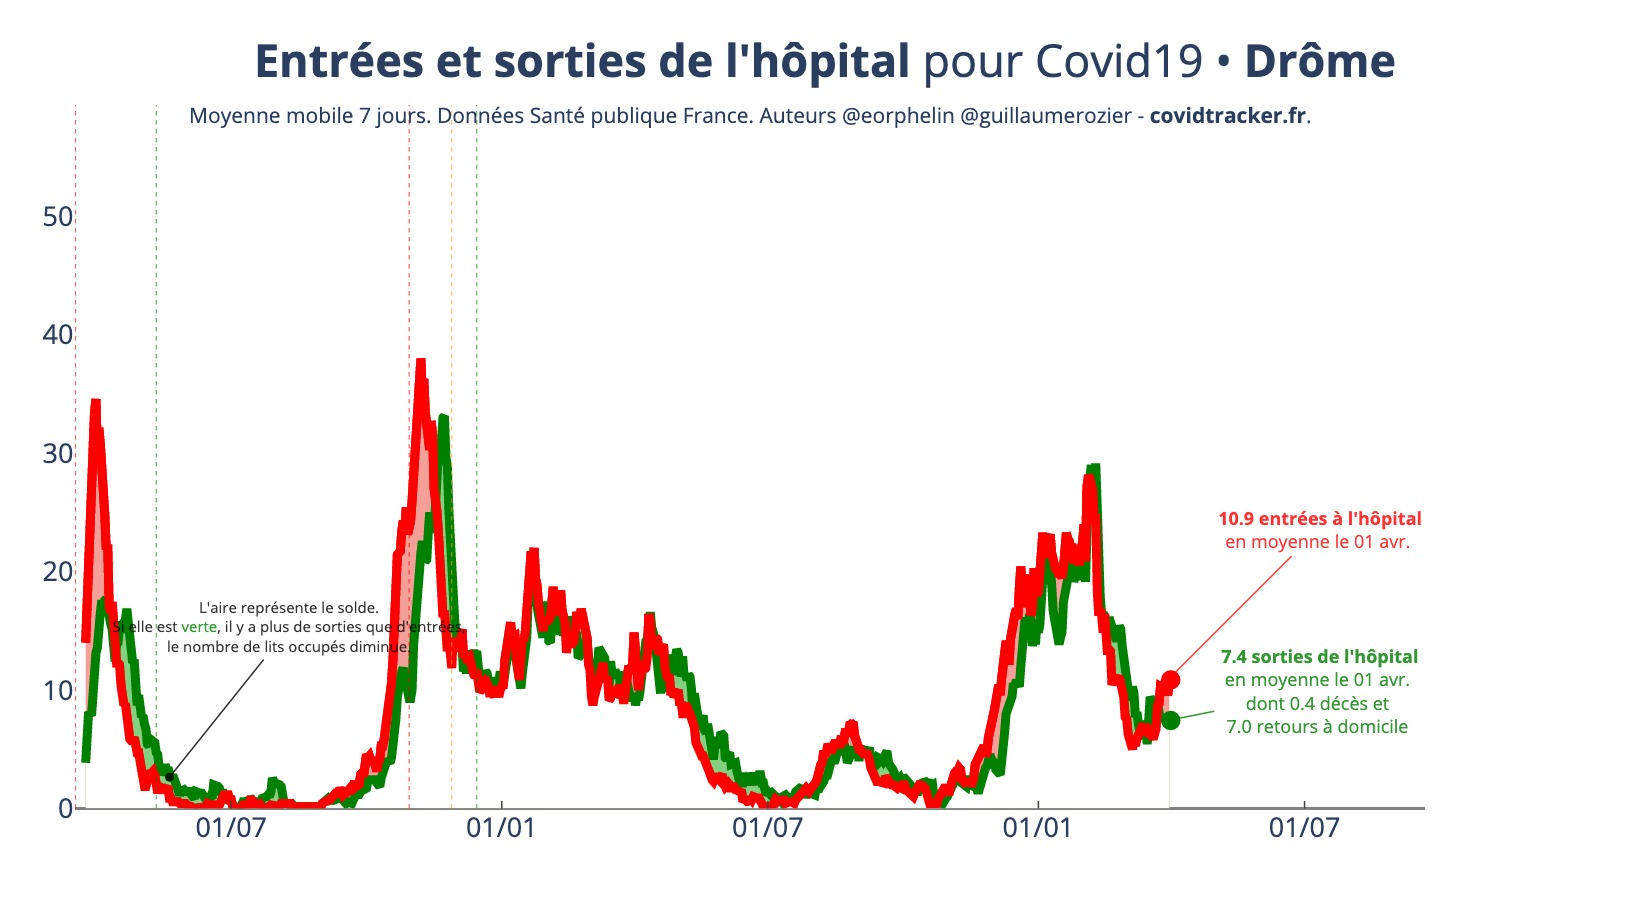 Entrées et sorties de l'hôpital pour Covid19 • Drôme
Moyenne mobile 7 jours. Données Santé publique France. Auteurs @eorphelin @guillaumerozier - covidtracker.fr.
50
40
30
20
10
0
L'aire représente le solde.
Si elle est verte, il y a plus de sorties que d'entrées,
le nombre de lits occupés diminue.
10.9 entrées à l'hôpital
en moyenne le 01 avr.
7.4 sorties de l'hôpital
en moyenne le 01 avr.
dont 0.4 décès et
7.0 retours à domicile
01/07
01/01
01/07
01/01
01/07